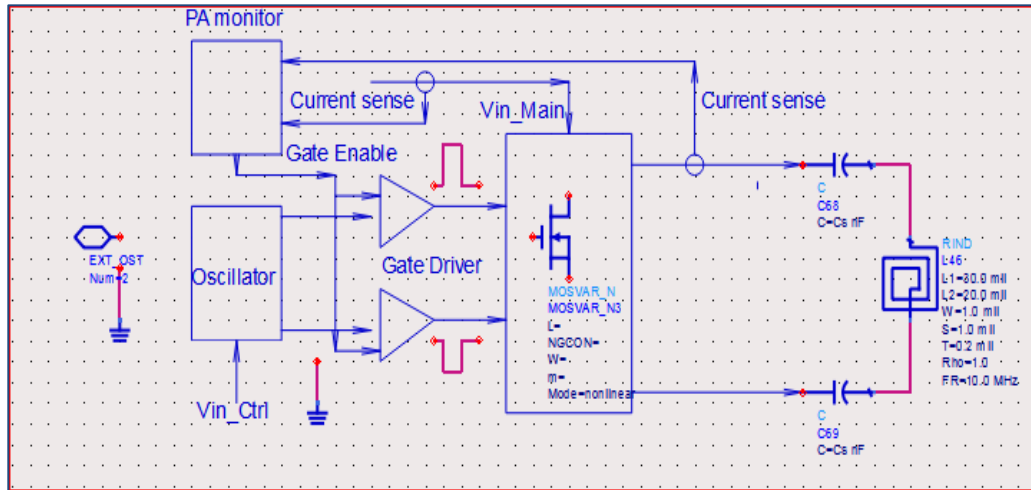 PA monitor
Current sense
Vin_Main
Current sense
Gate Enable
Oscillator
Gate Driver
EXT_OST
Num=2
Vin_Ctrl
MOSVAR_N
MOSVAR_N3
L=
NGCON=
W=
m=
Mode=nonlinear
C
C68
C=Cs nF
RIND
L46
L1=30.0 mil
L2=20.0 mil
W=1.0 mil
S=1.0 mil
T=0.2 mil
Rho=1.0
FR=10.0 MHz
C
C69
C=Cs nF